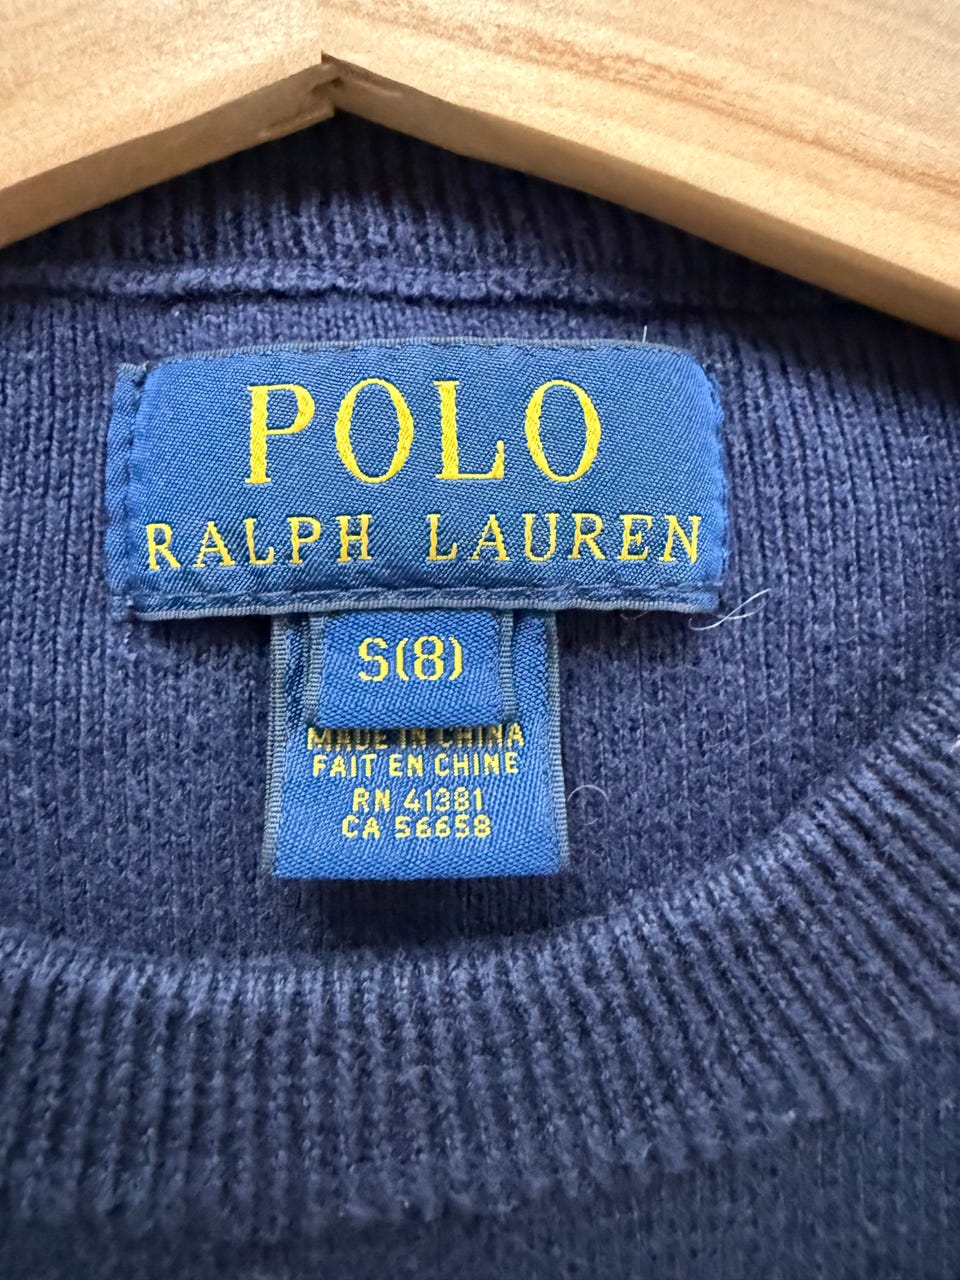 POLO
RALPH LAUREN
S(8)
MADE IN CHINA
FAIT EN CHINE
RN 41381
CA 56658